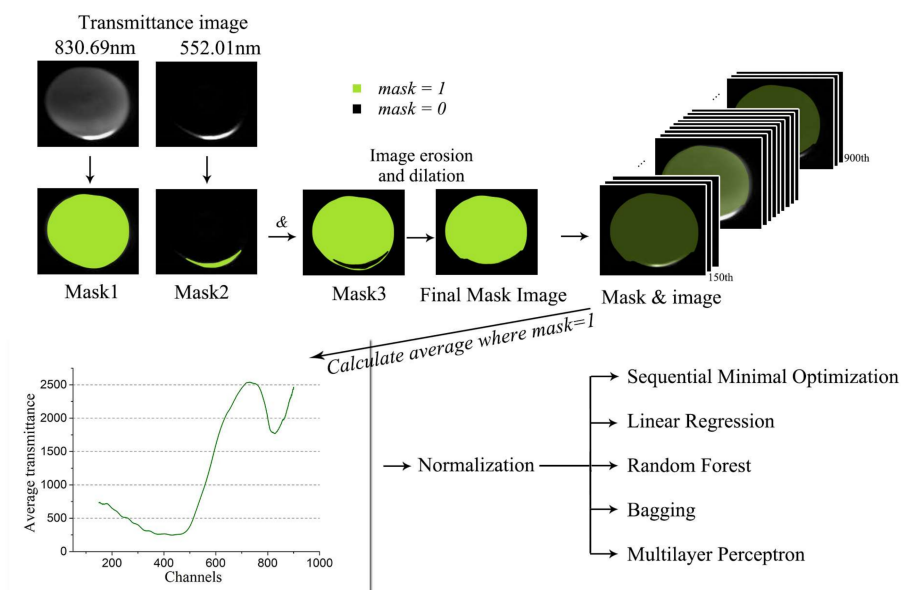 Transmittance image
830.69nm 552.01nm
mask = 1
mask = 0
Image erosion
and dilation
&
900th
150th
Mask1 Mask2 Mask3 Final Mask Image Mask & image
Calculate average where mask=1
Average transmittance
2500
2000
1500
1000
500
0
200 400 600 800 1000
Channels
Normalization
Sequential Minimal Optimization
Linear Regression
Random Forest
Bagging
Multilayer Perceptron